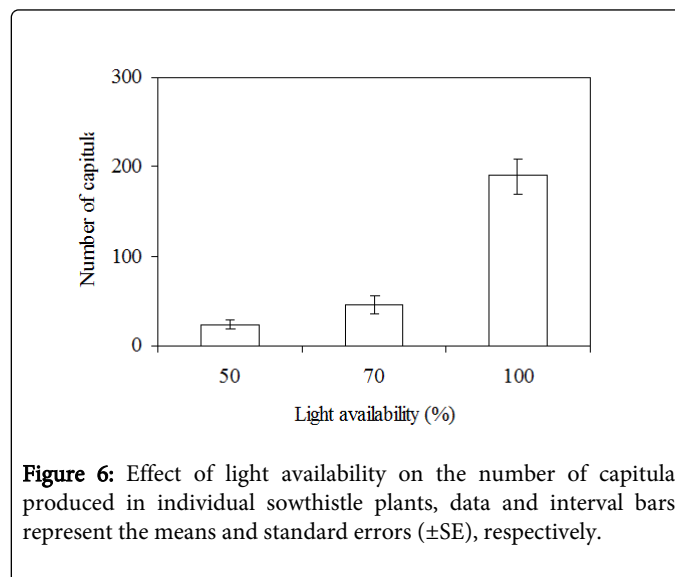 300
200
100
0
Number of capitula
50 70 100
Light availability (%)
Figure 6: Effect of light availability on the number of capitula
produced in individual sowthistle plants, data and interval bars
represent the means and standard errors (±SE), respectively.